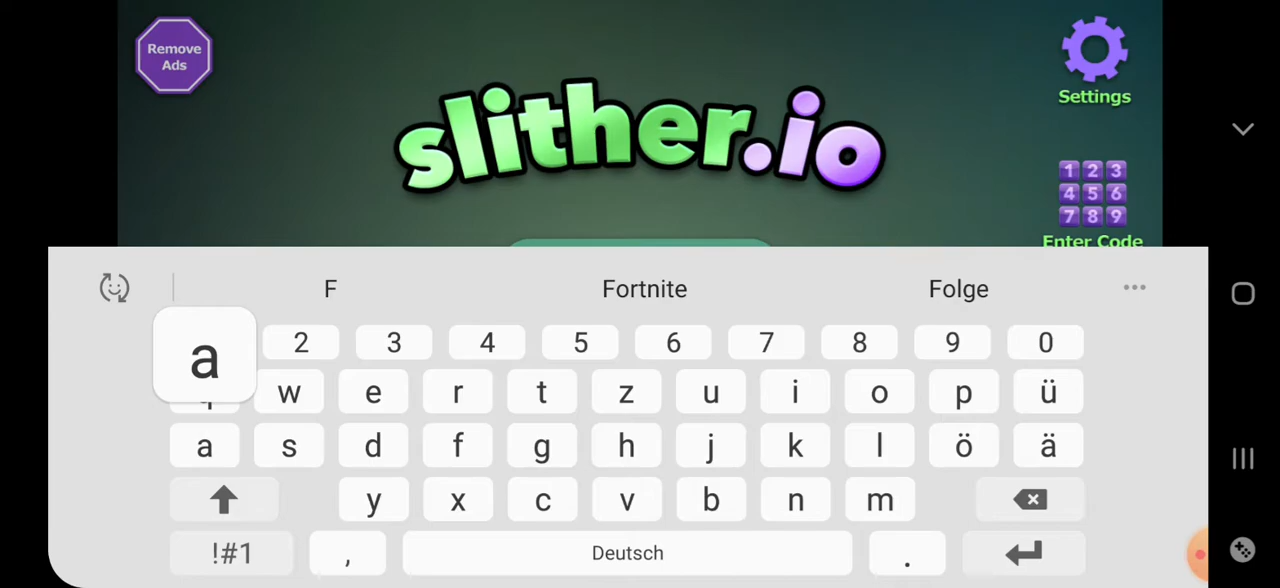 Remove
Ads
slither.io
Settings
1 2 3
4 5 6
7 8 9
Enter Code
F Fortnite Folge
a 2 3 4 5 6 7 8 9 0
q w e r t z u i o p ü
a s d f g h j k l ö ä
y x c v b n m
!#1 , Deutsch .